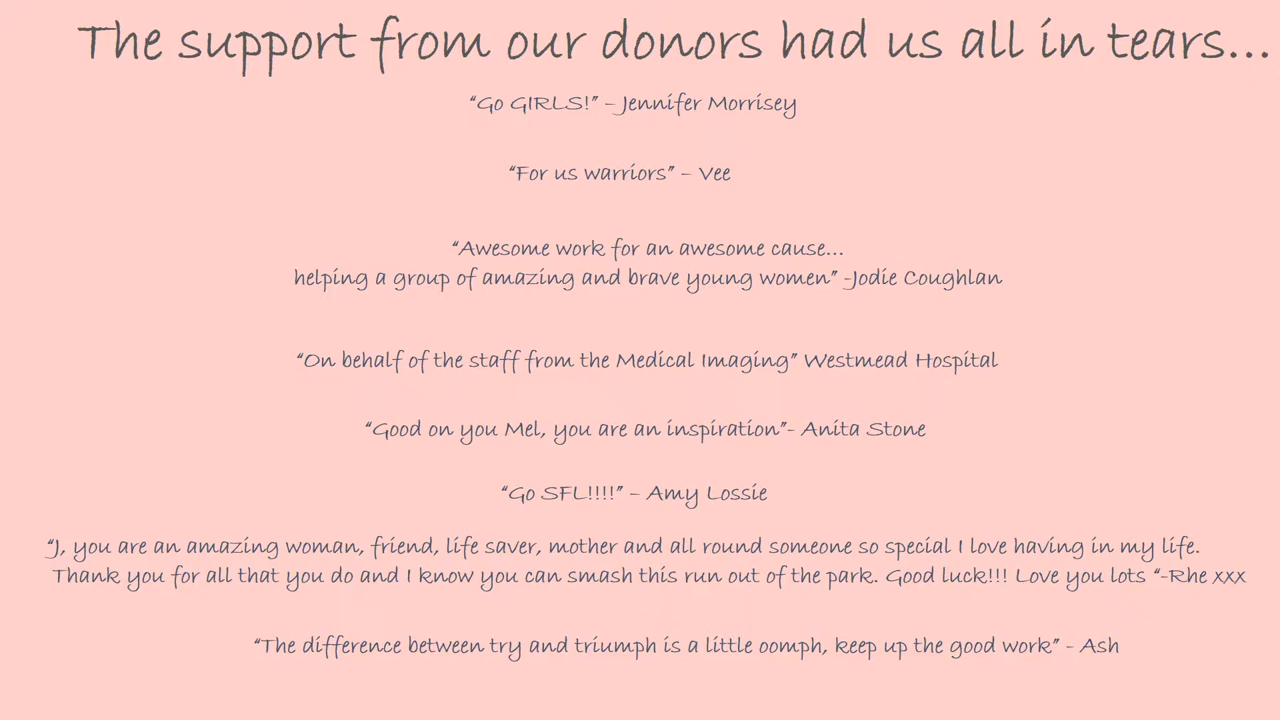 The support from our donors had us all in tears...
“Go GIRLS!” – Jennifer Morrisey
“For us warriors” – Vee
“Awesome work for an awesome cause...
helping a group of amazing and brave young women” -Jodie Coughlan
“On behalf of the staff from the Medical Imaging” Westmead Hospital
“Good on you Mel, you are an inspiration”- Anita Stone
“Go SFL!!!!” – Amy Lossie
“J, you are an amazing woman, friend, life saver, mother and all round someone so special I love having in my life.
Thank you for all that you do and I know you can smash this run out of the park. Good luck!!! Love you lots “-Rhe xxx
“The difference between try and triumph is a little oomph, keep up the good work” - Ash